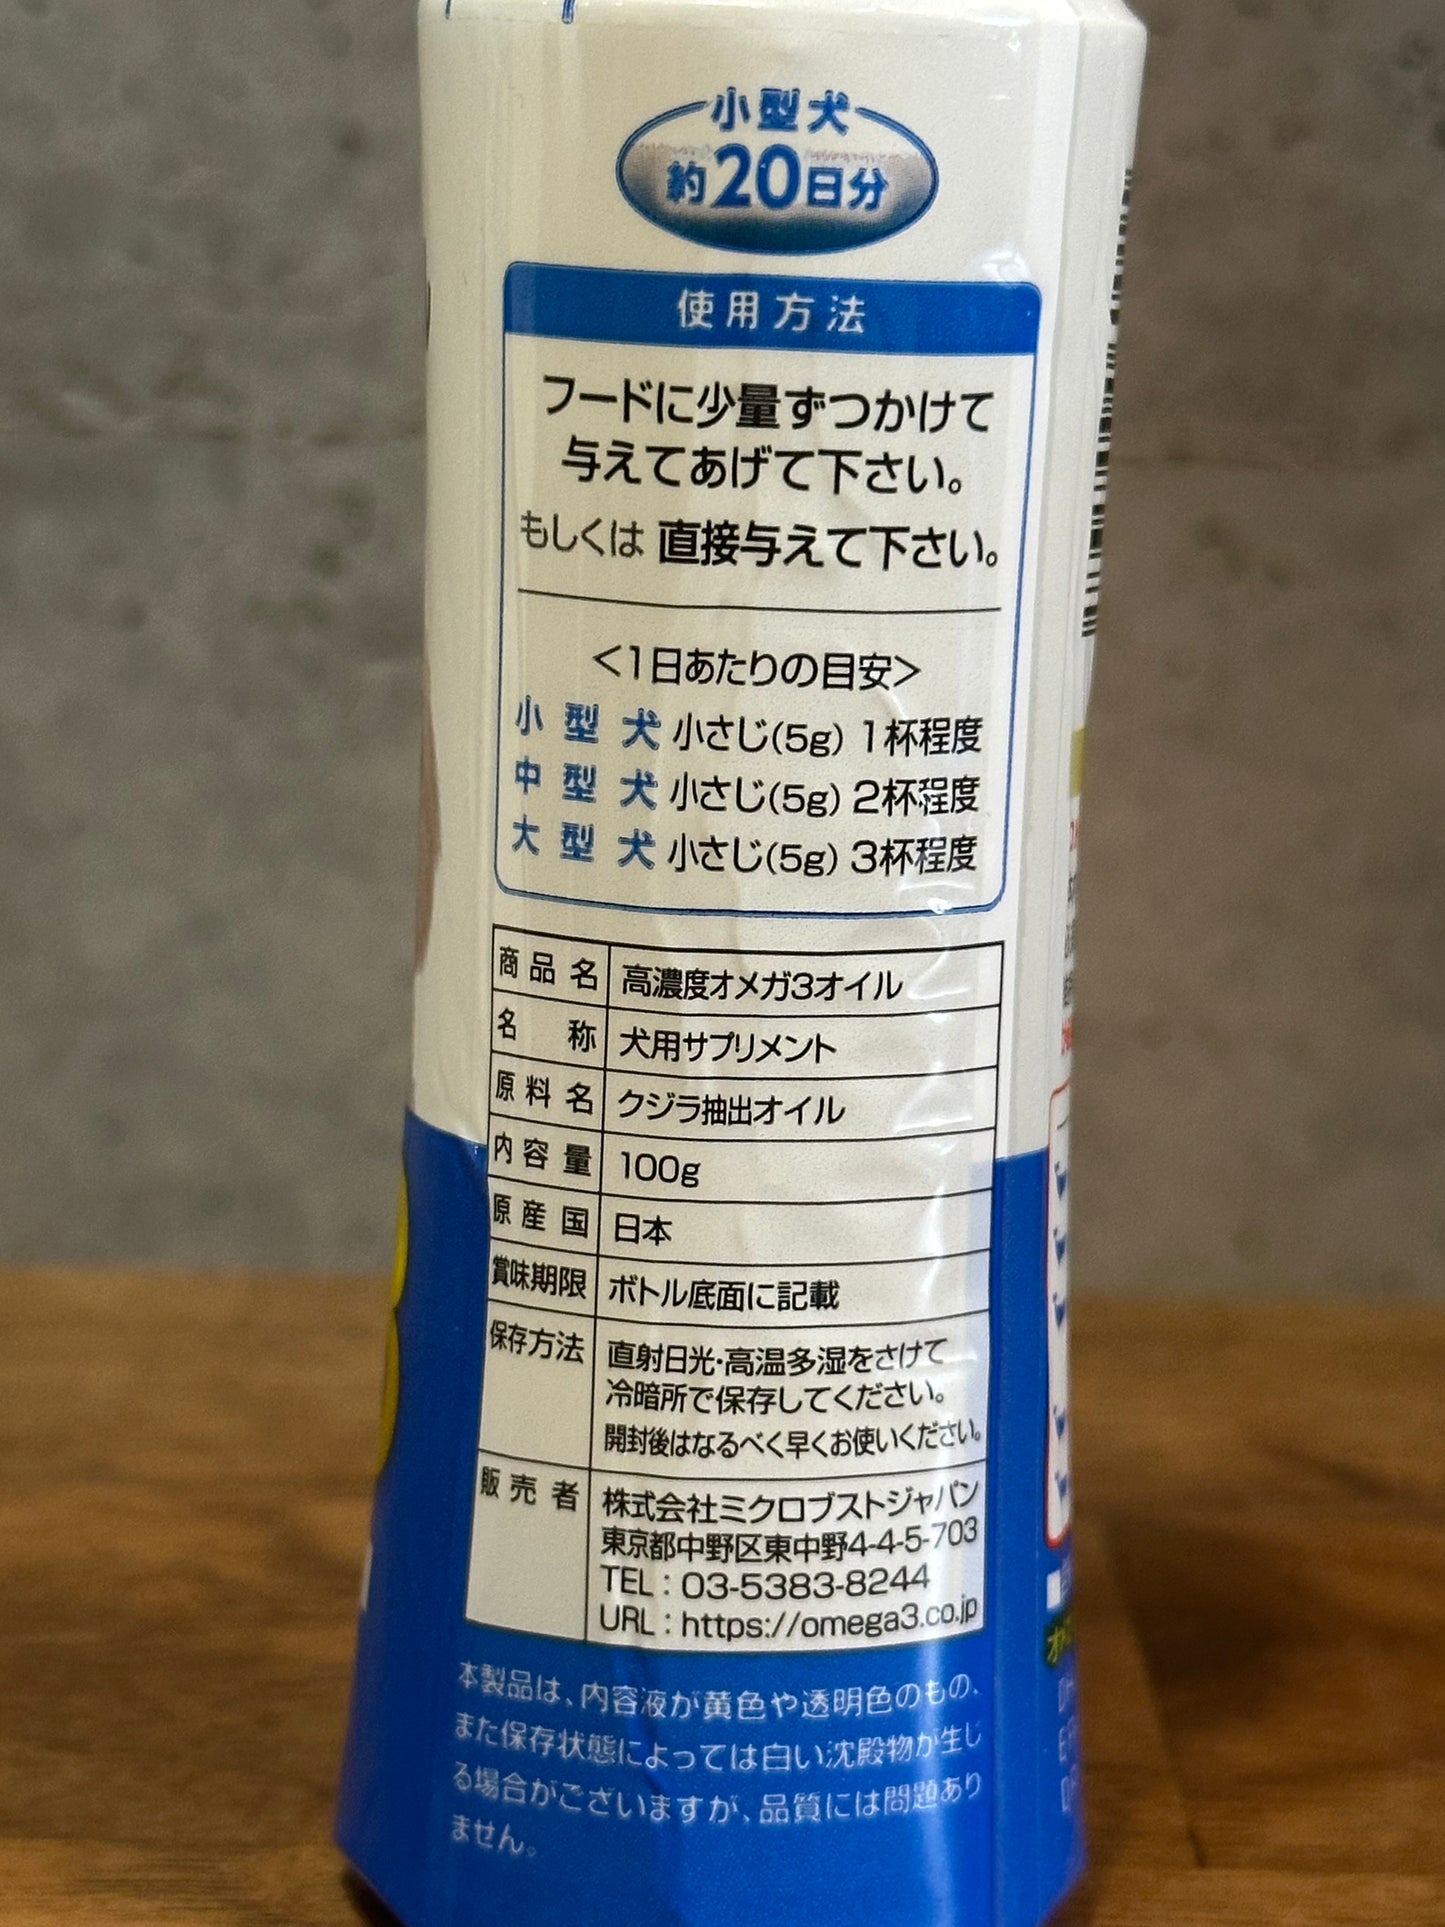 小型犬
約20日分
使用方法
フードに少量ずつかけて
与えてあげて下さい。
もしくは 直接与えて下さい。
<1日あたりの目安>
小型犬 小さじ(5g) 1杯程度
中型犬 小さじ(5g) 2杯程度
大型犬 小さじ(5g) 3杯程度
商品名 高濃度オメガ3オイル
名称 犬用サプリメント
原料名 クジラ抽出オイル
内容量 100g
原産国 日本
賞味期限 ボトル底面に記載
保存方法 直射日光・高温多湿をさけて
冷暗所で保存してください。
開封後はなるべく早くお使いください。
販売者 株式会社ミクロブストジャパン
東京都中野区東中野4-4-5-703
TEL : 03-5383-8244
URL : https://omega3.co.jp
本製品は、内容液が黄色や透明色のもの、
また保存状態によっては白い沈殿物が生じ
る場合がございますが、品質には問題あり
ません。